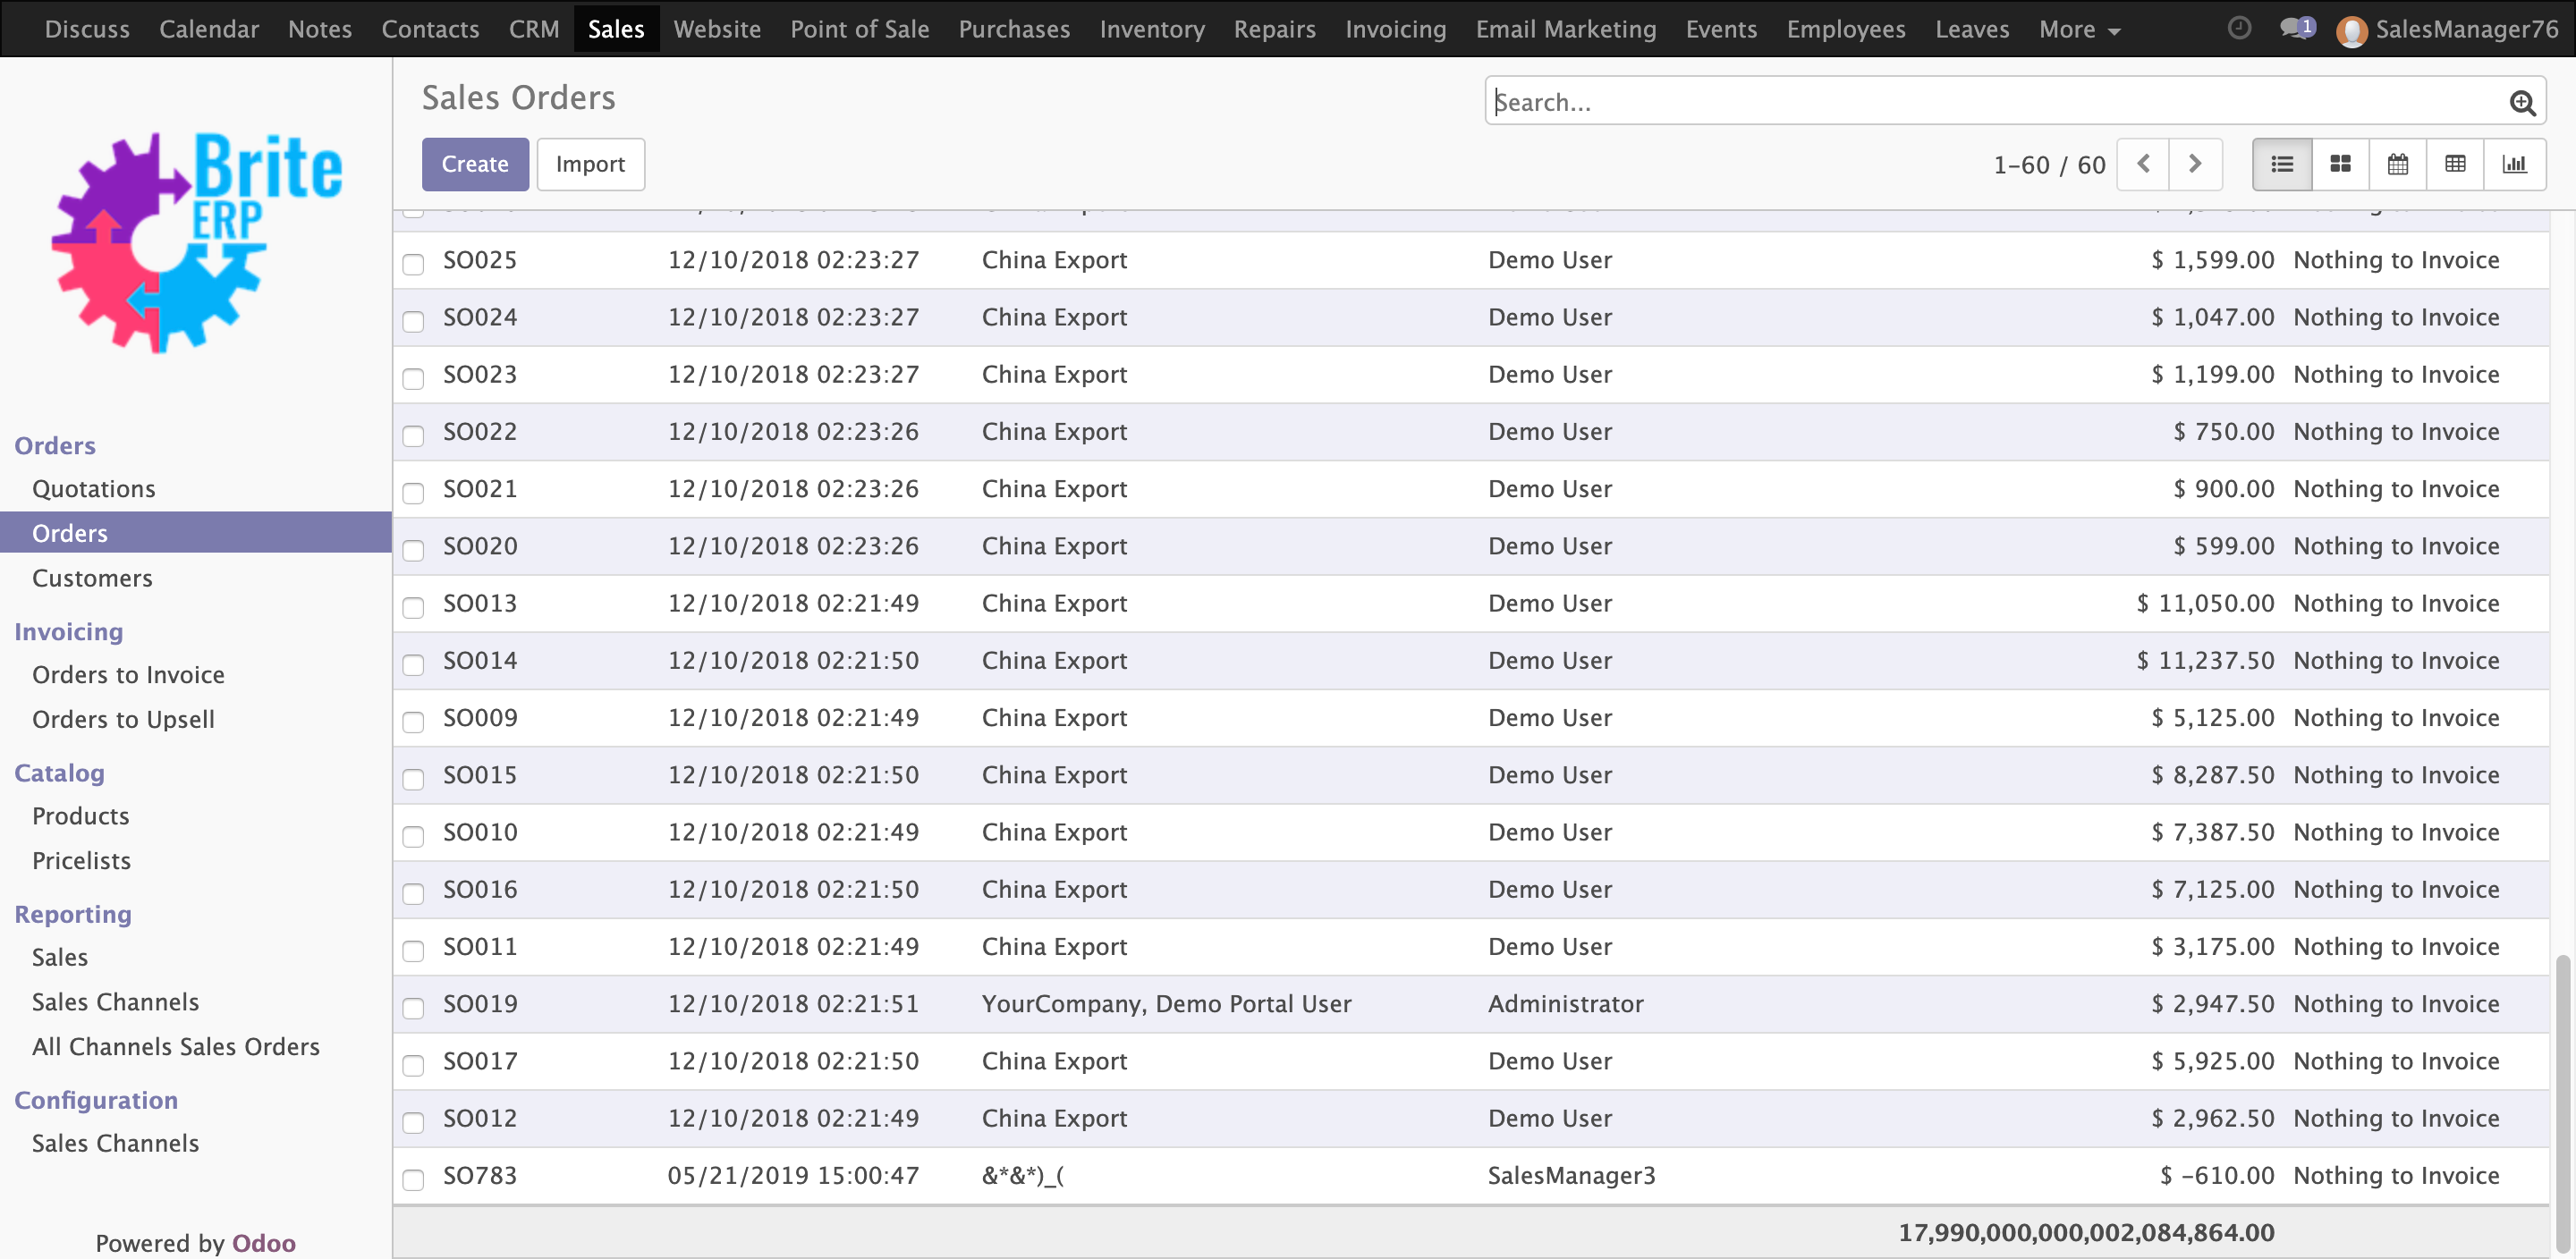 Discuss Calendar Notes Contacts CRM Sales Website Point of Sale Purchases Inventory Repairs Invoicing Email Marketing Events Employees Leaves More 1 SalesManager76
Brite
ERP
Sales Orders
Search...
Create Import 1-60 / 60
SO025 12/10/2018 02:23:27 China Export Demo User $ 1,599.00 Nothing to Invoice
SO024 12/10/2018 02:23:27 China Export Demo User $ 1,047.00 Nothing to Invoice
SO023 12/10/2018 02:23:27 China Export Demo User $ 1,199.00 Nothing to Invoice
SO022 12/10/2018 02:23:26 China Export Demo User $ 750.00 Nothing to Invoice
SO021 12/10/2018 02:23:26 China Export Demo User $ 900.00 Nothing to Invoice
SO020 12/10/2018 02:23:26 China Export Demo User $ 599.00 Nothing to Invoice
SO013 12/10/2018 02:21:49 China Export Demo User $ 11,050.00 Nothing to Invoice
SO014 12/10/2018 02:21:50 China Export Demo User $ 11,237.50 Nothing to Invoice
SO009 12/10/2018 02:21:49 China Export Demo User $ 5,125.00 Nothing to Invoice
SO015 12/10/2018 02:21:50 China Export Demo User $ 8,287.50 Nothing to Invoice
SO010 12/10/2018 02:21:49 China Export Demo User $ 7,387.50 Nothing to Invoice
SO016 12/10/2018 02:21:50 China Export Demo User $ 7,125.00 Nothing to Invoice
SO011 12/10/2018 02:21:49 China Export Demo User $ 3,175.00 Nothing to Invoice
SO019 12/10/2018 02:21:51 YourCompany, Demo Portal User Administrator $ 2,947.50 Nothing to Invoice
SO017 12/10/2018 02:21:50 China Export Demo User $ 5,925.00 Nothing to Invoice
SO012 12/10/2018 02:21:49 China Export Demo User $ 2,962.50 Nothing to Invoice
SO783 05/21/2019 15:00:47 &*&*)_( SalesManager3 $ -610.00 Nothing to Invoice
17,990,000,000,002,084,864.00
Orders
Quotations
Orders
Customers
Invoicing
Orders to Invoice
Orders to Upsell
Catalog
Products
Pricelists
Reporting
Sales
Sales Channels
All Channels Sales Orders
Configuration
Sales Channels
Powered by Odoo